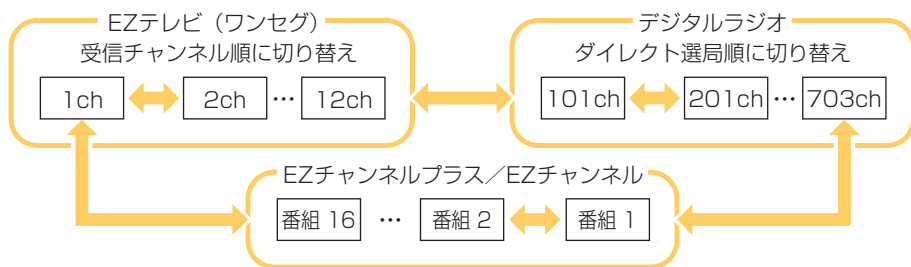 EZテレビ（ワンセグ）
受信チャンネル順に切り替え
1ch 2ch … 12ch
デジタルラジオ
ダイレクト選局順に切り替え
101ch 201ch … 703ch
EZチャンネルプラス／EZチャンネル
番組 16 … 番組 2 番組 1